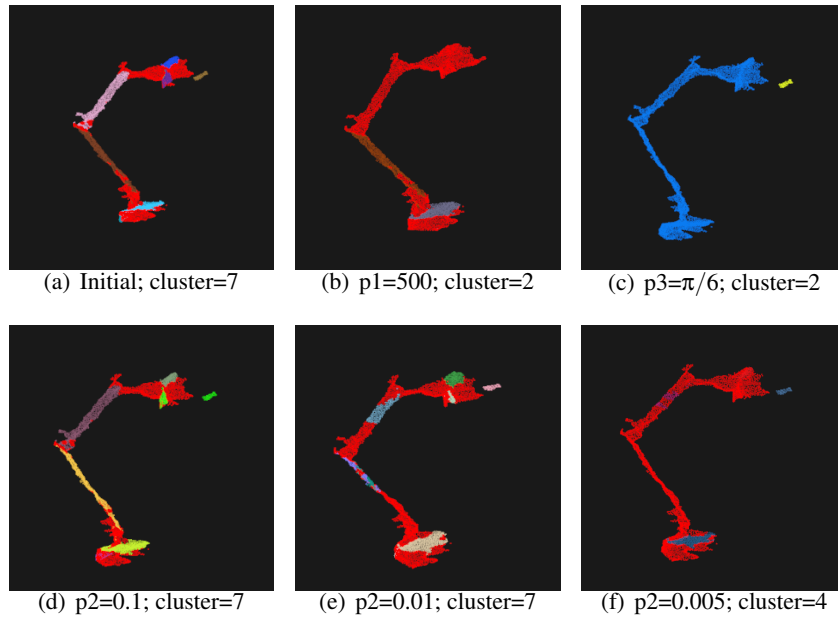 (a) Initial; cluster=7
(b) p1=500; cluster=2
(c) p3=π/6; cluster=2
(d) p2=0.1; cluster=7
(e) p2=0.01; cluster=7
(f) p2=0.005; cluster=4